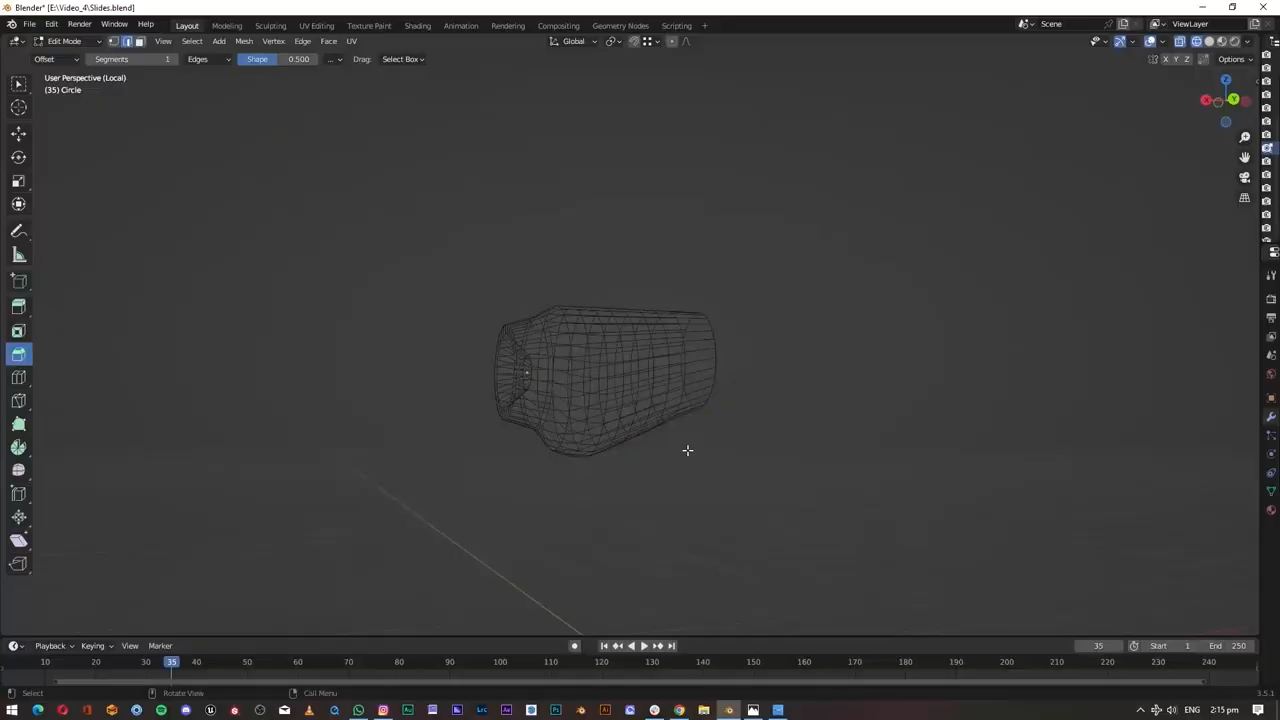 Blender* [E:\Video_4\Slides.blend]
File Edit Render Window Help Layout Modeling Sculpting UV Editing Texture Paint Shading Animation Rendering Compositing Geometry Nodes Scripting + Scene ViewLayer
Edit Mode View Select Add Mesh Vertex Edge Face UV Global
Offset Segments 1 Edges Shape 0.500 ... Drag: Select Box X Y Z Options
User Perspective (Local)
(35) Circle
Z
X Y
Playback Keying View Marker 35 Start 1 End 250
10 20 30 35 40 50 60 70 80 90 100 110 120 130 140 150 160 170 180 190 200 210 220 230 240
Select Rotate View Call Menu 3.5.1
ENG 2:15 pm